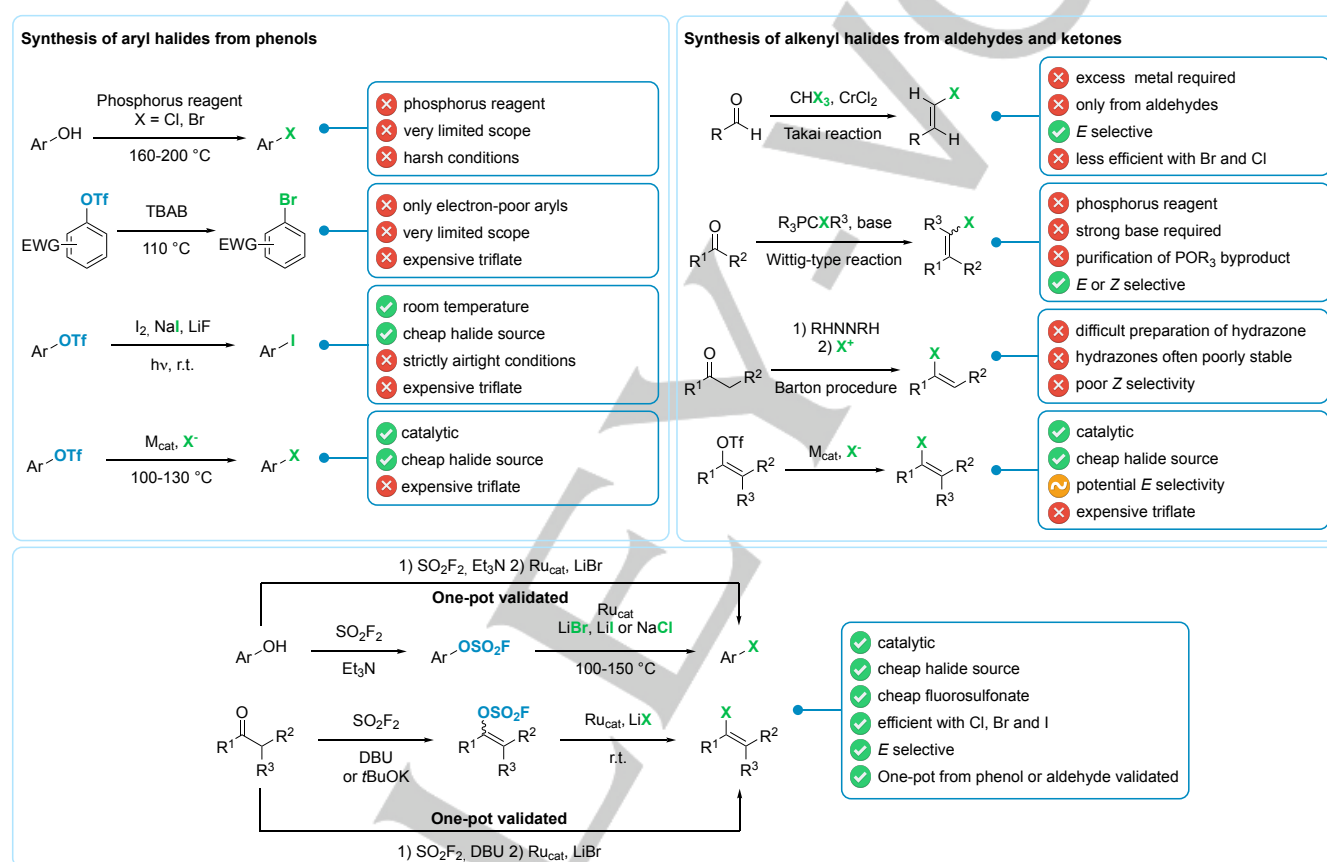 Synthesis of aryl halides from phenols
Phosphorus reagent
X = Cl, Br
Ar OH
160-200 °C
Ar X
phosphorus reagent
very limited scope
harsh conditions
OTf
EWG
TBAB
110 °C
Br
EWG
only electron-poor aryls
very limited scope
expensive triflate
Ar OTf
I2, NaI, LiF
hν, r.t.
Ar I
room temperature
cheap halide source
strictly airtight conditions
expensive triflate
Ar OTf
Mcat, X-
100-130 °C
Ar X
catalytic
cheap halide source
expensive triflate
Synthesis of alkenyl halides from aldehydes and ketones
O
R H
CHX3, CrCl2
Takai reaction
H X
R H
excess metal required
only from aldehydes
E selective
less efficient with Br and Cl
O
R1 R2
R3PCXR3, base
Wittig-type reaction
R3 X
R1 R2
phosphorus reagent
strong base required
purification of POR3 byproduct
E or Z selective
O
R1 R2
1) RHNNRH
2) X+
Barton procedure
X
R1 R2
difficult preparation of hydrazone
hydrazones often poorly stable
poor Z selectivity
OTf
R1 R2
R3
Mcat, X-
X
R1 R2
R3
catalytic
cheap halide source
potential E selectivity
expensive triflate
1) SO2F2, Et3N 2) Rucat, LiBr
One-pot validated
Ar OH
SO2F2
Et3N
Ar OSO2F
Rucat
LiBr, LiI or NaCl
100-150 °C
Ar X
O
R1 R2
R3
SO2F2
DBU
or tBuOK
OSO2F
R1 R2
R3
Rucat, LiX
r.t.
X
R1 R2
R3
One-pot validated
1) SO2F2, DBU 2) Rucat, LiBr
catalytic
cheap halide source
cheap fluorosulfonate
efficient with Cl, Br and I
E selective
One-pot from phenol or aldehyde validated